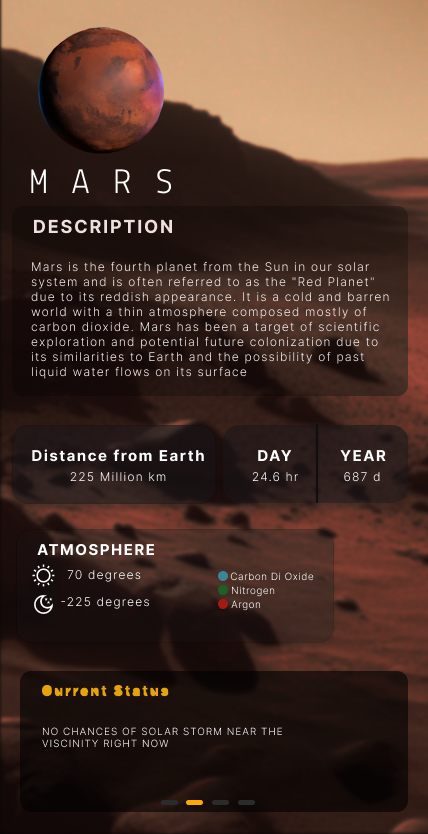 MARS
DESCRIPTION
Mars is the fourth planet from the Sun in our solar
system and is often referred to as the "Red Planet"
due to its reddish appearance. It is a cold and barren
world with a thin atmosphere composed mostly of
carbon dioxide. Mars has been a target of scientific
exploration and potential future colonization due to
its similarities to Earth and the possibility of past
liquid water flows on its surface
Distance from Earth
225 Million km
DAY
24.6 hr
YEAR
687 d
ATMOSPHERE
70 degrees
-225 degrees
Carbon Di Oxide
Nitrogen
Argon
Current Status
NO CHANCES OF SOLAR STORM NEAR THE
VISCINITY RIGHT NOW